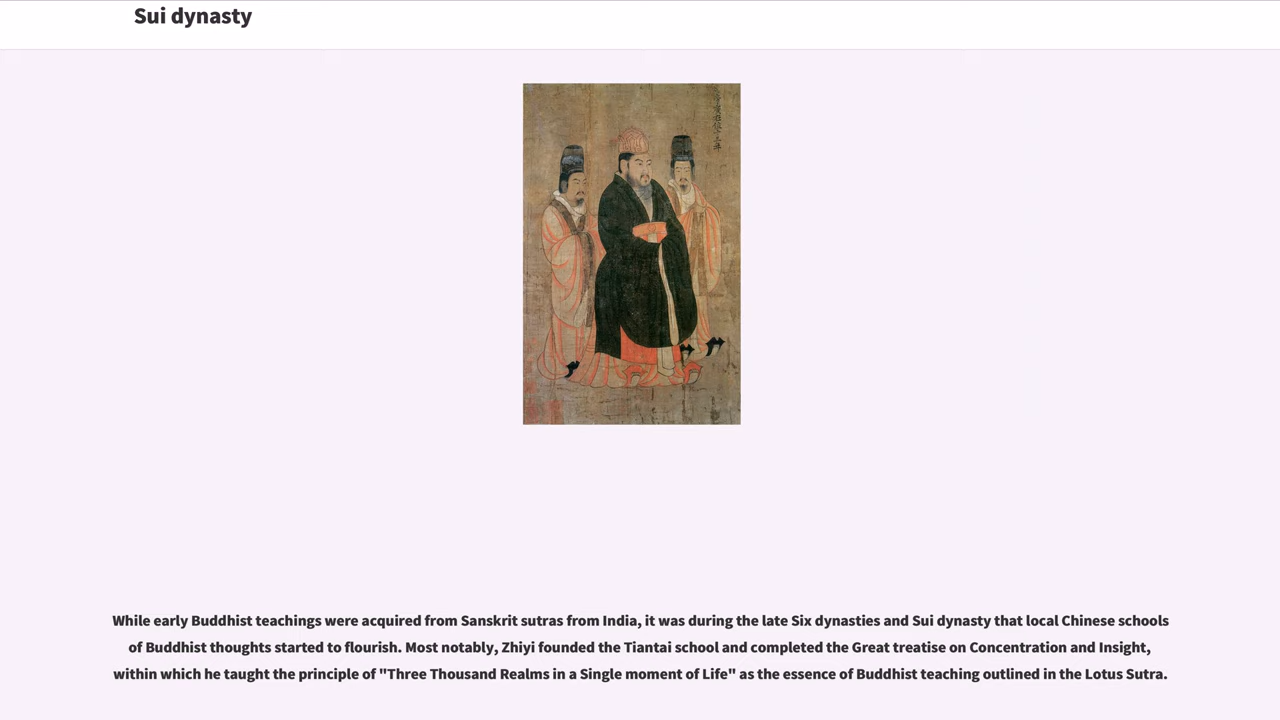 Sui dynasty
While early Buddhist teachings were acquired from Sanskrit sutras from India, it was during the late Six dynasties and Sui dynasty that local Chinese schools
of Buddhist thoughts started to flourish. Most notably, Zhiyi founded the Tiantai school and completed the Great treatise on Concentration and Insight,
within which he taught the principle of "Three Thousand Realms in a Single moment of Life" as the essence of Buddhist teaching outlined in the Lotus Sutra.